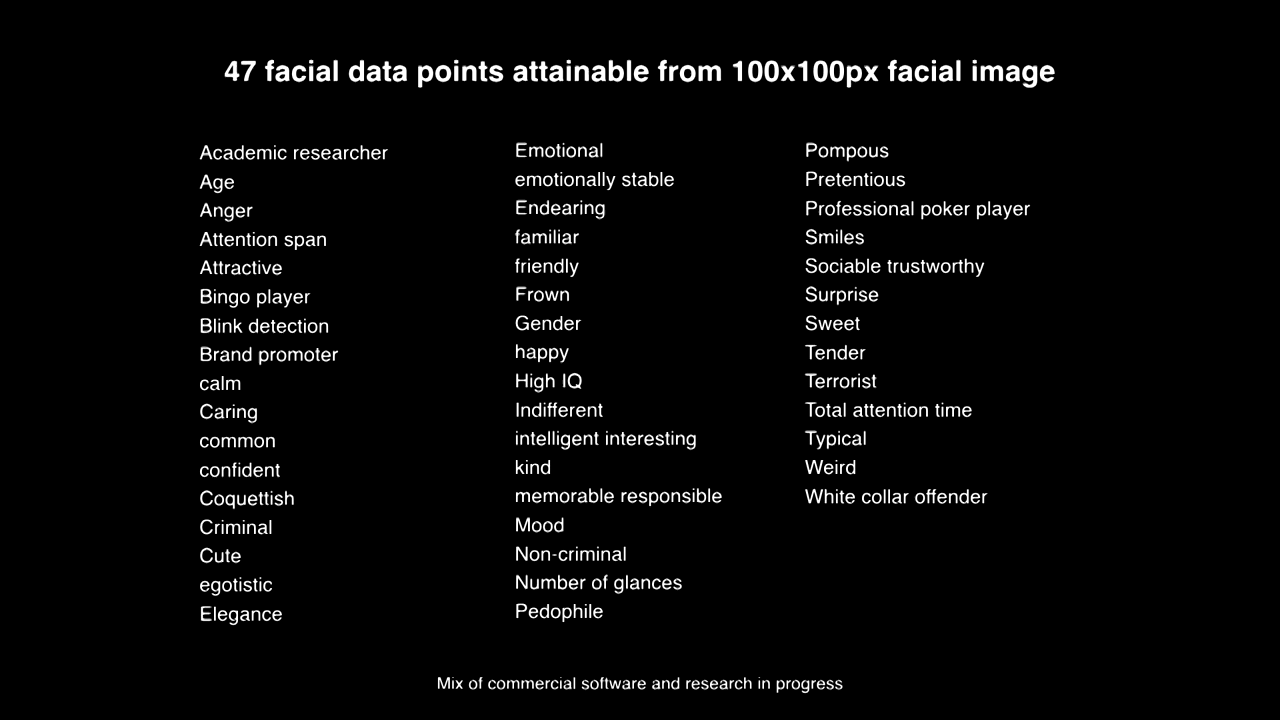 47 facial data points attainable from 100x100px facial image
Academic researcher
Age
Anger
Attention span
Attractive
Bingo player
Blink detection
Brand promoter
calm
Caring
common
confident
Coquettish
Criminal
Cute
egotistic
Elegance
Emotional
emotionally stable
Endearing
familiar
friendly
Frown
Gender
happy
High IQ
Indifferent
intelligent interesting
kind
memorable responsible
Mood
Non-criminal
Number of glances
Pedophile
Pompous
Pretentious
Professional poker player
Smiles
Sociable trustworthy
Surprise
Sweet
Tender
Terrorist
Total attention time
Typical
Weird
White collar offender
Mix of commercial software and research in progress